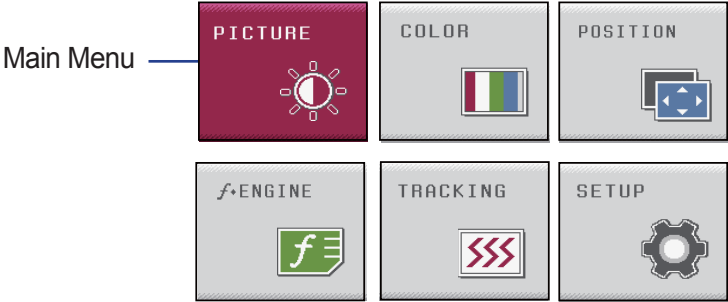 PICTURE
COLOR
POSITION
Main Menu
f•ENGINE
TRACKING
SETUP
f